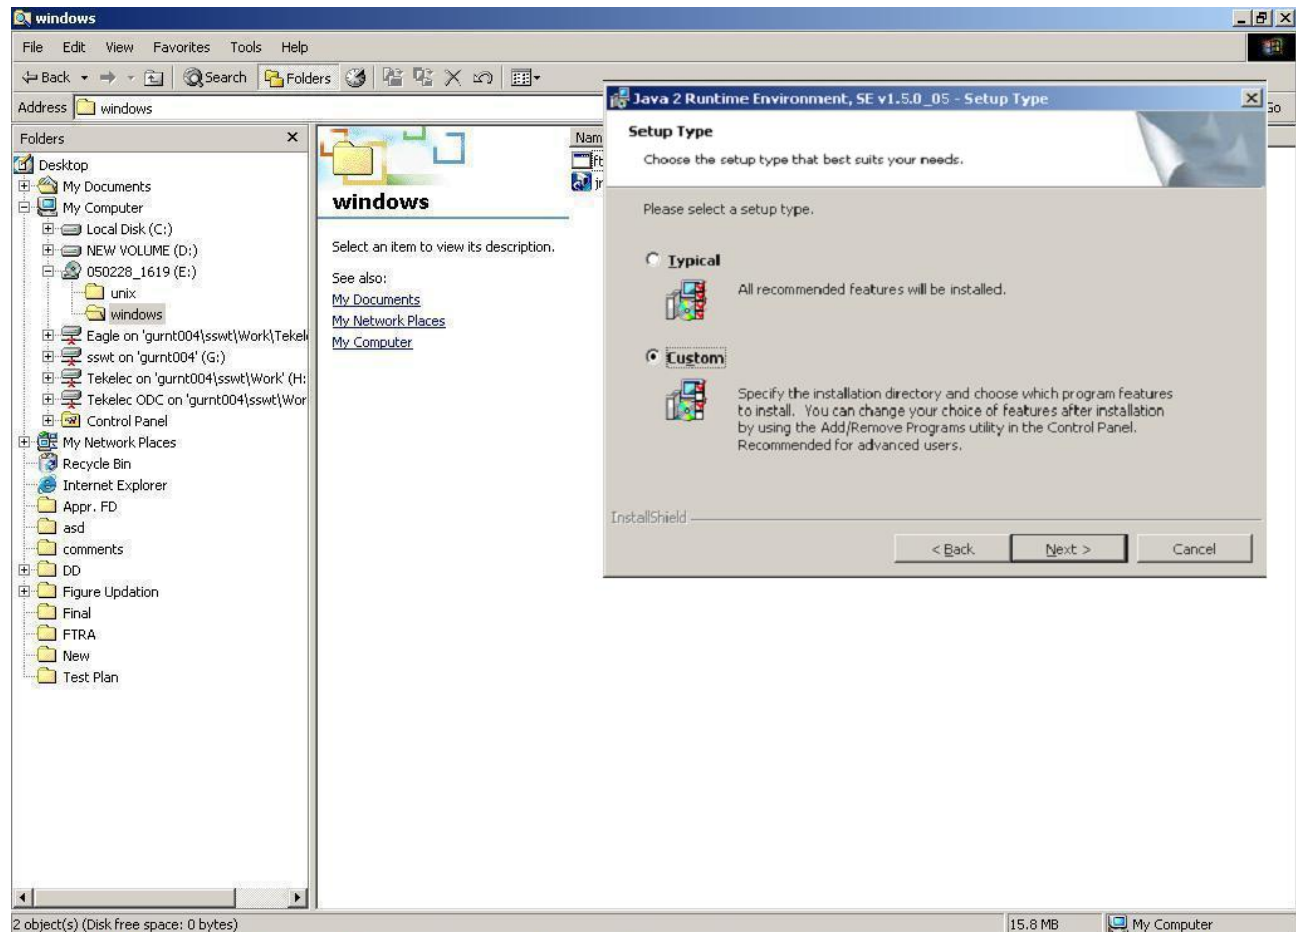 windows
File Edit View Favorites Tools Help
Back Search Folders
Address windows
Folders
Desktop
My Documents
My Computer
Local Disk (C:)
NEW VOLUME (D:)
050228_1619 (E:)
unix
windows
Eagle on 'gurnt004\sswt\Work\Tekel
sswt on 'gurnt004' (G:)
Tekelec on 'gurnt004\sswt\Work' (H:
Tekelec ODC on 'gurnt004\sswt\Wor
Control Panel
My Network Places
Recycle Bin
Internet Explorer
Appr. FD
asd
comments
DD
Figure Updation
Final
FTRA
New
Test Plan
windows
Select an item to view its description.
See also:
My Documents
My Network Places
My Computer
Nam
ft
jr
Java 2 Runtime Environment, SE v1.5.0_05 - Setup Type
Setup Type
Choose the setup type that best suits your needs.
Please select a setup type.
Typical
All recommended features will be installed.
Custom
Specify the installation directory and choose which program features
to install. You can change your choice of features after installation
by using the Add/Remove Programs utility in the Control Panel.
Recommended for advanced users.
InstallShield
< Back Next > Cancel
2 object(s) (Disk free space: 0 bytes) 15.8 MB My Computer